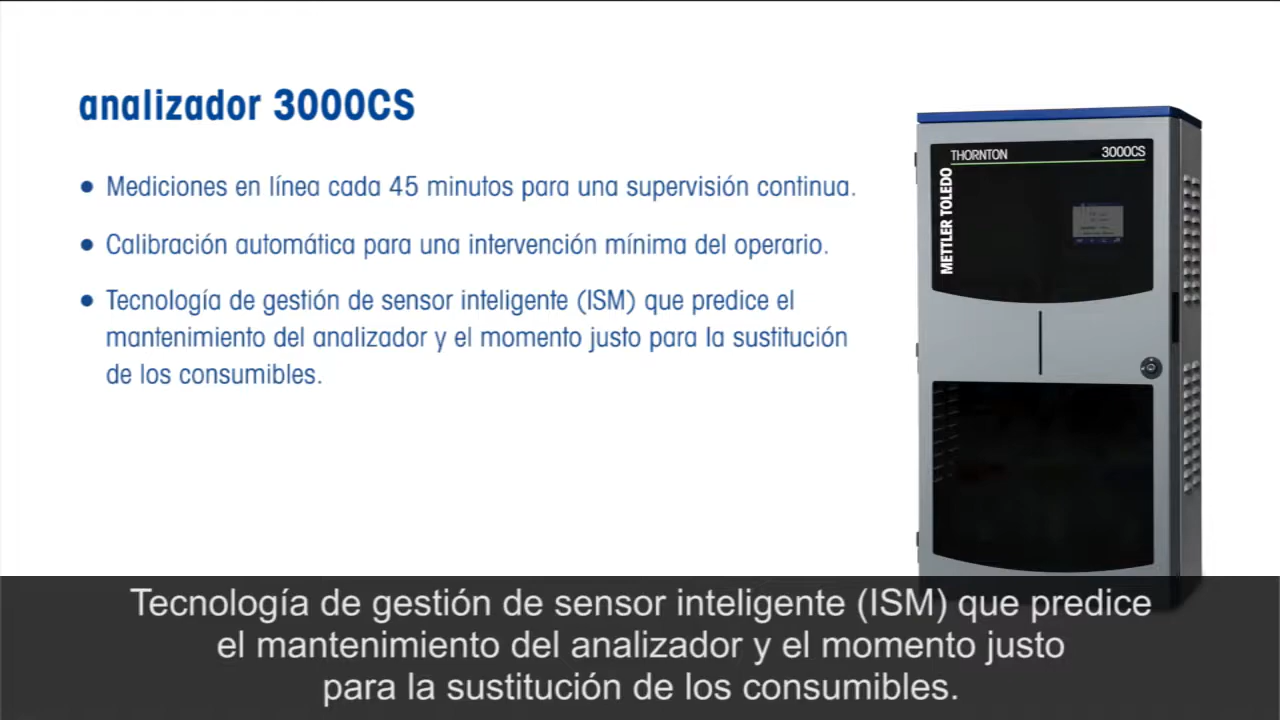 analizador 3000CS
● Mediciones en línea cada 45 minutos para una supervisión continua.
● Calibración automática para una intervención mínima del operario.
● Tecnología de gestión de sensor inteligente (ISM) que predice el
mantenimiento del analizador y el momento justo para la sustitución
de los consumibles.
THORNTON
3000CS
METTLER TOLEDO
Tecnología de gestión de sensor inteligente (ISM) que predice
el mantenimiento del analizador y el momento justo
para la sustitución de los consumibles.